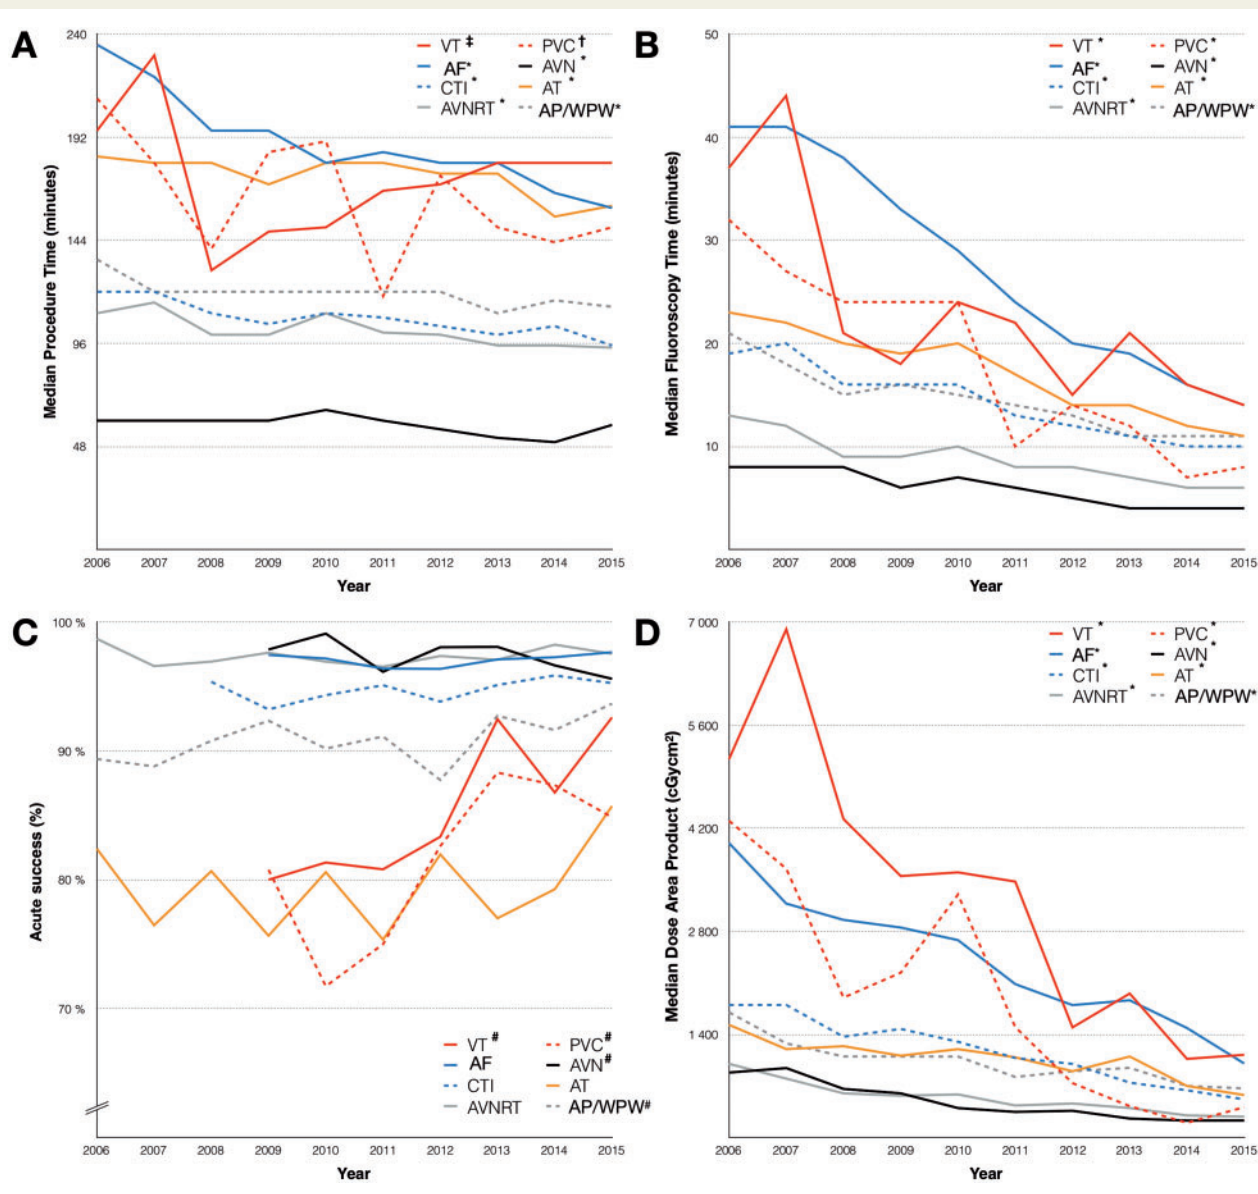 A
240
192
144
96
48
Median Procedure Time (minutes)
VT ‡
PVC †
AF*
AVN *
CTI *
AT *
AVNRT *
AP/WPW*
2006 2007 2008 2009 2010 2011 2012 2013 2014 2015
Year
B
50
40
30
20
10
Median Fluoroscopy Time (minutes)
VT *
PVC *
AF*
AVN *
CTI *
AT *
AVNRT *
AP/WPW*
2006 2007 2008 2009 2010 2011 2012 2013 2014 2015
Year
C
100 %
90 %
80 %
70 %
Acute success (%)
VT #
PVC #
AF
AVN #
CTI
AT
AVNRT
AP/WPW#
2006 2007 2008 2009 2010 2011 2012 2013 2014 2015
Year
D
7 000
5 600
4 200
2 800
1 400
Median Dose Area Product (cGycm²)
VT *
PVC *
AF*
AVN *
CTI *
AT *
AVNRT *
AP/WPW*
2006 2007 2008 2009 2010 2011 2012 2013 2014 2015
Year